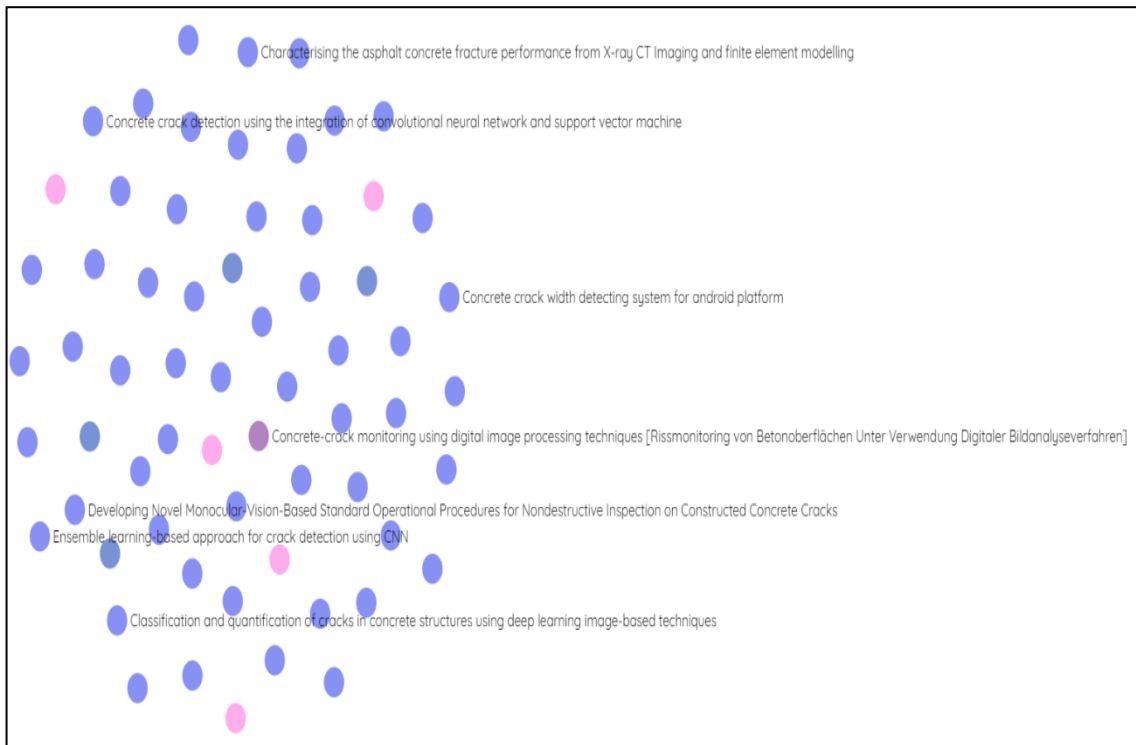 Characterising the asphalt concrete fracture performance from X-ray CT Imaging and finite element modelling
Concrete crack detection using the integration of convolutional neural network and support vector machine
Concrete crack width detecting system for android platform
Concrete-crack monitoring using digital image processing techniques [Rissmonitoring von Betonoberflächen Unter Verwendung Digitaler Bildanalyseverfahren]
Developing Novel Monocular-Vision-Based Standard Operational Procedures for Nondestructive Inspection on Constructed Concrete Cracks
Ensemble learning-based approach for crack detection using CNN
Classification and quantification of cracks in concrete structures using deep learning image-based techniques